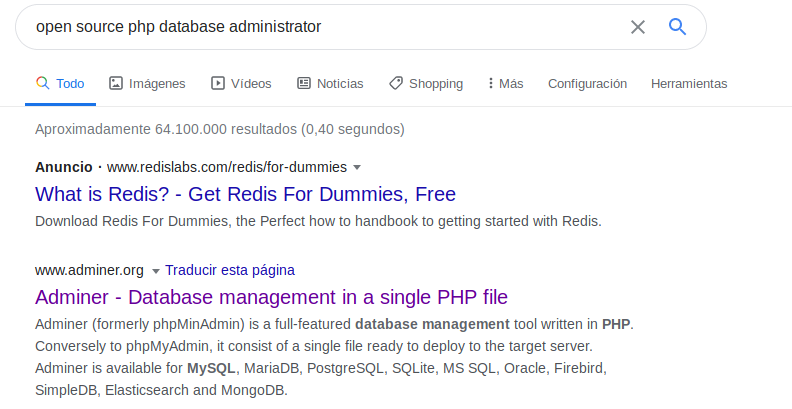 open source php database administrator
Todo Imágenes Vídeos Noticias Shopping Más Configuración Herramientas
Aproximadamente 64.100.000 resultados (0,40 segundos)
Anuncio · www.redislabs.com/redis/for-dummies
What is Redis? - Get Redis For Dummies, Free
Download Redis For Dummies, the Perfect how to handbook to getting started with Redis.
www.adminer.org Traducir esta página
Adminer - Database management in a single PHP file
Adminer (formerly phpMinAdmin) is a full-featured database management tool written in PHP.
Conversely to phpMyAdmin, it consist of a single file ready to deploy to the target server.
Adminer is available for MySQL, MariaDB, PostgreSQL, SQLite, MS SQL, Oracle, Firebird,
SimpleDB, Elasticsearch and MongoDB.